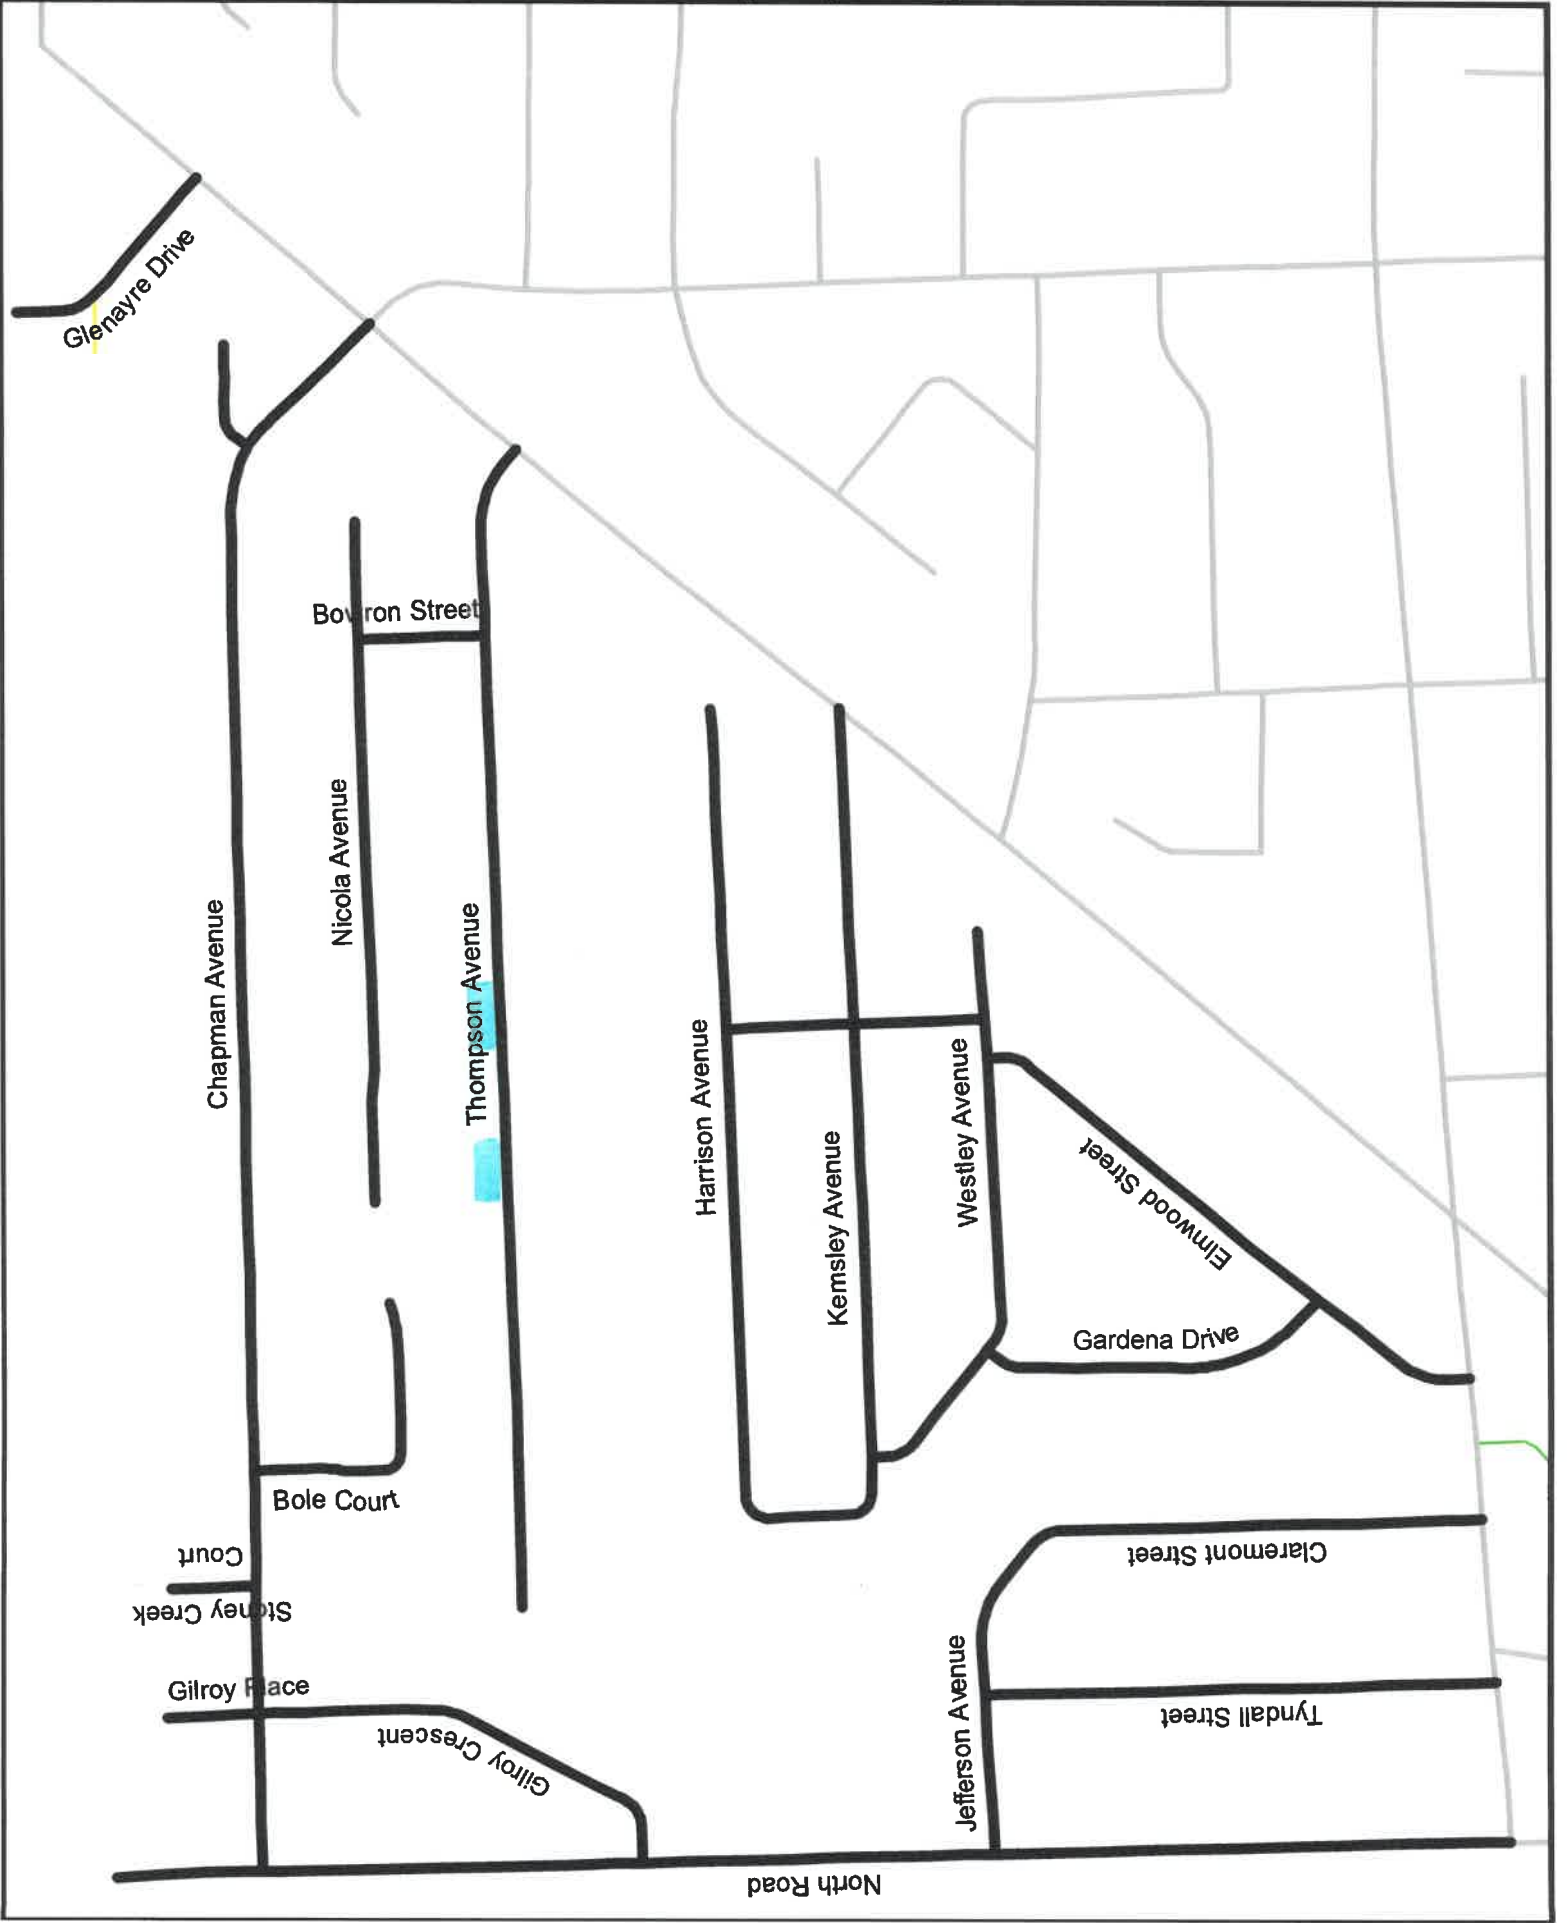 Glenayre Drive
Bowron Street
Nicola Avenue
Chapman Avenue
Thompson Avenue
Harrison Avenue
Kemsley Avenue
Westley Avenue
Elmwood Street
Gardena Drive
Bole Court
Stoney Creek
Court
Claremont Street
Gilroy Place
Gilroy Crescent
Jefferson Avenue
Tyndall Street
North Road